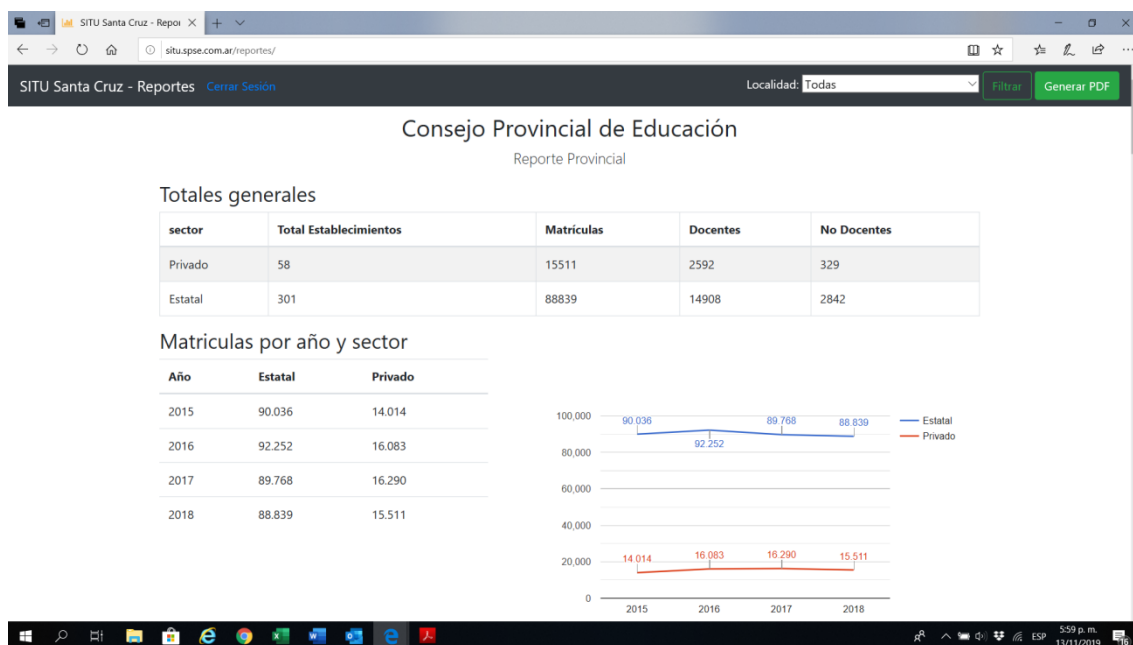 SITU Santa Cruz - Repor
situ.spse.com.ar/reportes/
SITU Santa Cruz - Reportes Cerrar Sesión Localidad: Todas Filtrar Generar PDF
Consejo Provincial de Educación
Reporte Provincial
Totales generales
sector Total Establecimientos Matrículas Docentes No Docentes
Privado 58 15511 2592 329
Estatal 301 88839 14908 2842
Matriculas por año y sector
Año Estatal Privado
2015 90.036 14.014
2016 92.252 16.083
2017 89.768 16.290
2018 88.839 15.511
100,000
80,000
60,000
40,000
20,000
0
90.036 92.252 89.768 88.839
14.014 16.083 16.290 15.511
2015 2016 2017 2018
Estatal
Privado
ESP
5:59 p. m.
13/11/2019
16